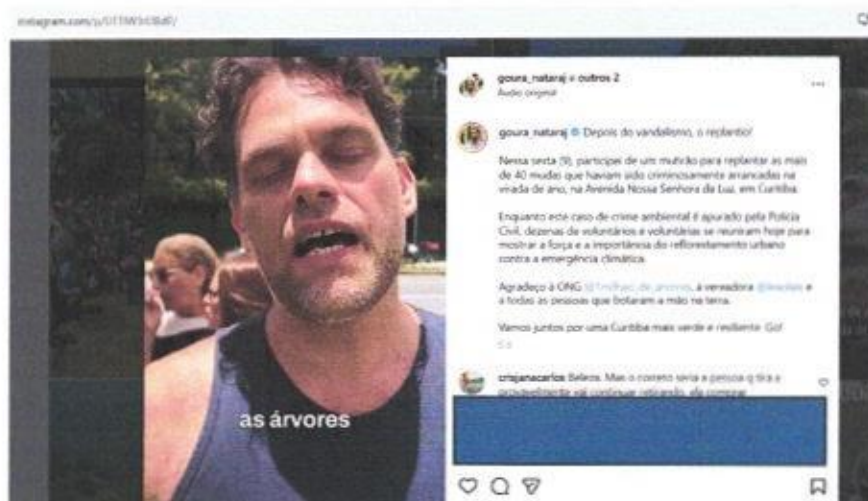 goura_nataraj e outros 2
Áudio original
goura_nataraj Depois do vandalismo, o replantio!
Nessa sexta (9), participei de um mutirão para replantar as mais
de 40 mudas que haviam sido criminosamente arrancadas na
virada de ano, na Avenida Nossa Senhora da Luz, em Curitiba.
Enquanto este caso de crime ambiental é apurado pela Polícia
Civil, dezenas de voluntários e voluntárias se reuniram hoje para
mostrar a força e a importância do reflorestamento urbano
contra a emergência climática.
Agradeço à ONG a vereadora e
a todas as pessoas que botaram a mão na terra.
Vamos juntos por uma Curitiba mais verde e resiliente. Go!
crisjanacarlos Beleza. Mas o correto seria a pessoa q tira e
provavelmente vai continuar retirando, ela comprar
as árvores